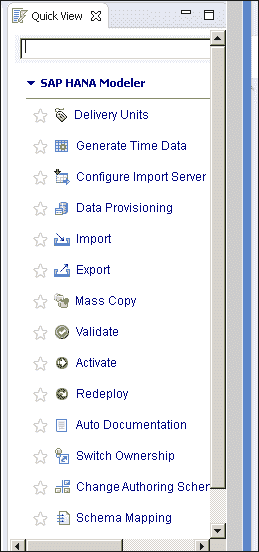 Quick View
SAP HANA Modeler
Delivery Units
Generate Time Data
Configure Import Server
Data Provisioning
Import
Export
Mass Copy
Validate
Activate
Redeploy
Auto Documentation
Switch Ownership
Change Authoring Schem
Schema Mapping